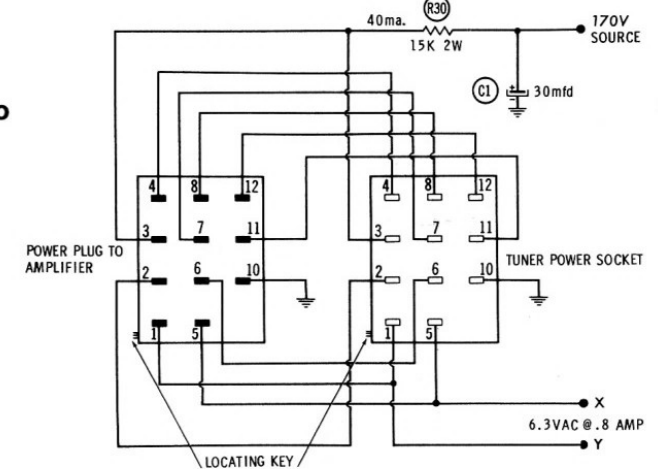 R30
40ma.
15K 2W
170V
SOURCE
C1
+
30mfd
o
4 8 12
3 7 11
2 6 10
1 5
POWER PLUG TO
AMPLIFIER
4 8 12
3 7 11
2 6 10
1 5
TUNER POWER SOCKET
X
6.3VAC @ .8 AMP
Y
LOCATING KEY